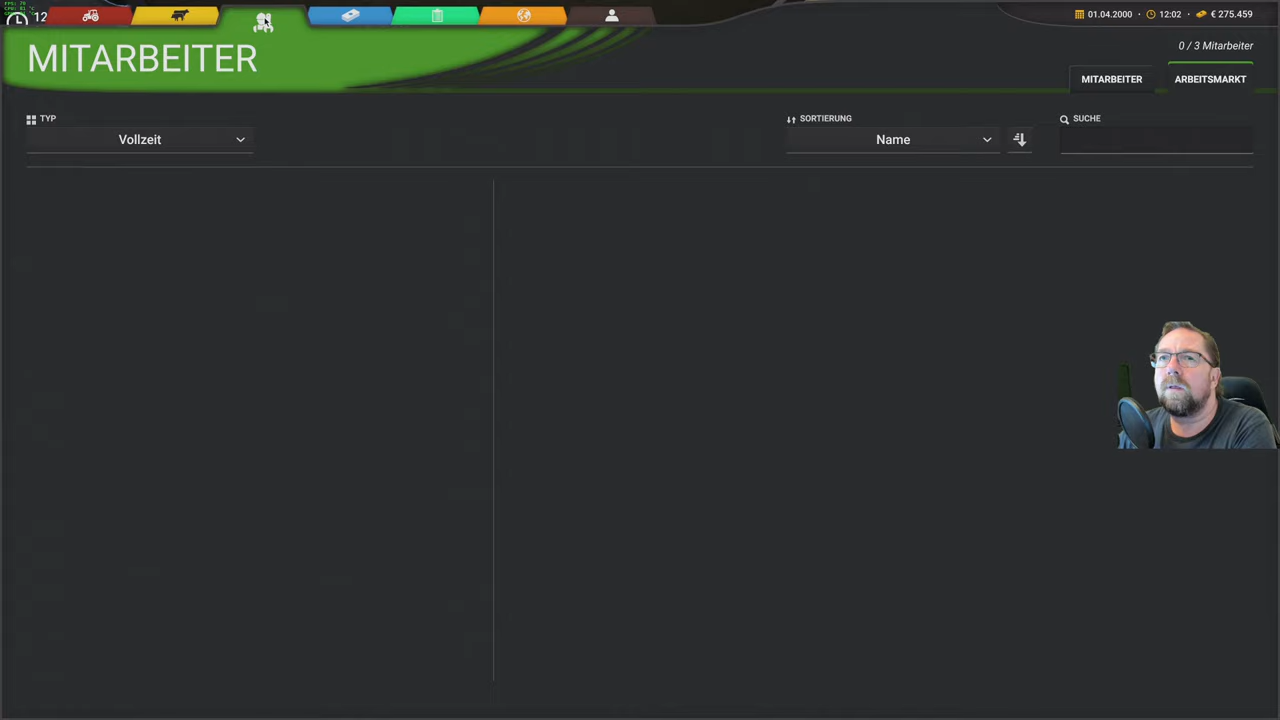 12
01.04.2000 · 12:02 · € 275.459
MITARBEITER
0 / 3 Mitarbeiter
MITARBEITER
ARBEITSMARKT
TYP
SORTIERUNG
SUCHE
Vollzeit
Name